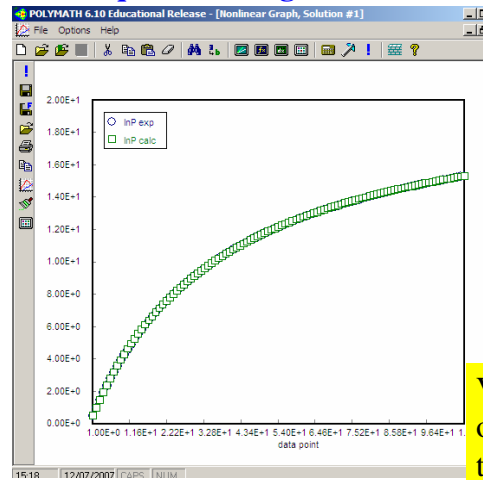 POLYMATH 6.10 Educational Release - [Nonlinear Graph, Solution #1]
File Options Help
2.00E+1
lnP exp
lnP calc
1.80E+1
1.60E+1
1.40E+1
1.20E+1
1.00E+1
8.00E+0
6.00E+0
4.00E+0
2.00E+0
0.00E+0
1.00E+0 1.16E+1 2.22E+1 3.28E+1 4.34E+1 5.40E+1 6.46E+1 7.52E+1 8.58E+1 9.64E+1 1.
data point
15:18 12/07/2007 CAPS NUM